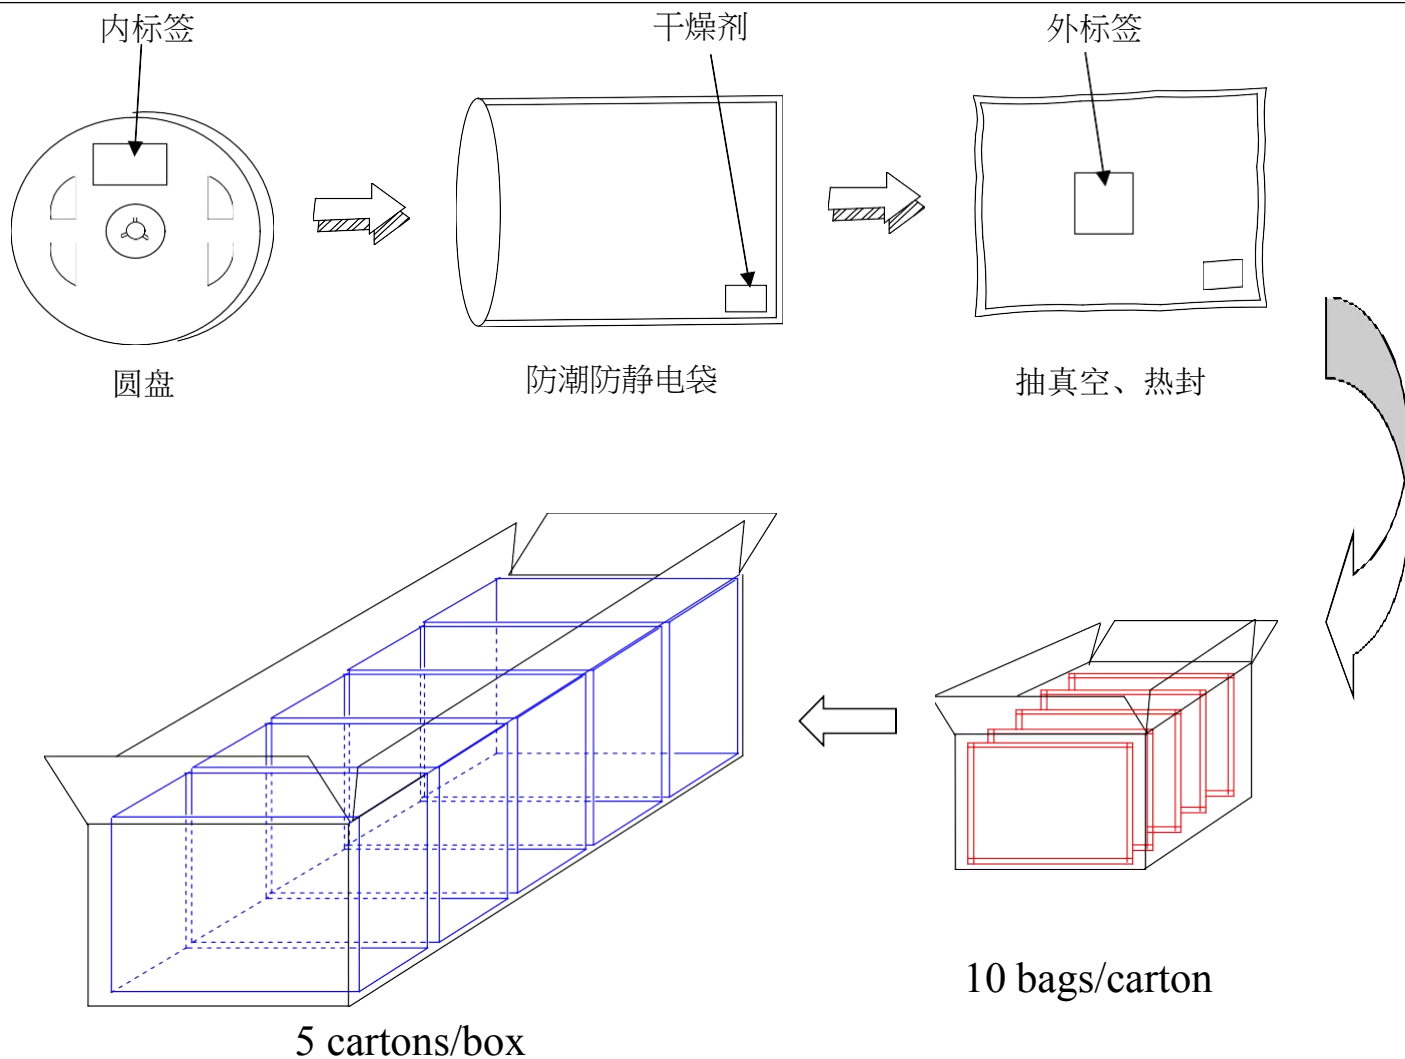 内标签
干燥剂
外标签
圆盘
防潮防静电袋
抽真空、热封
10 bags/carton
5 cartons/box